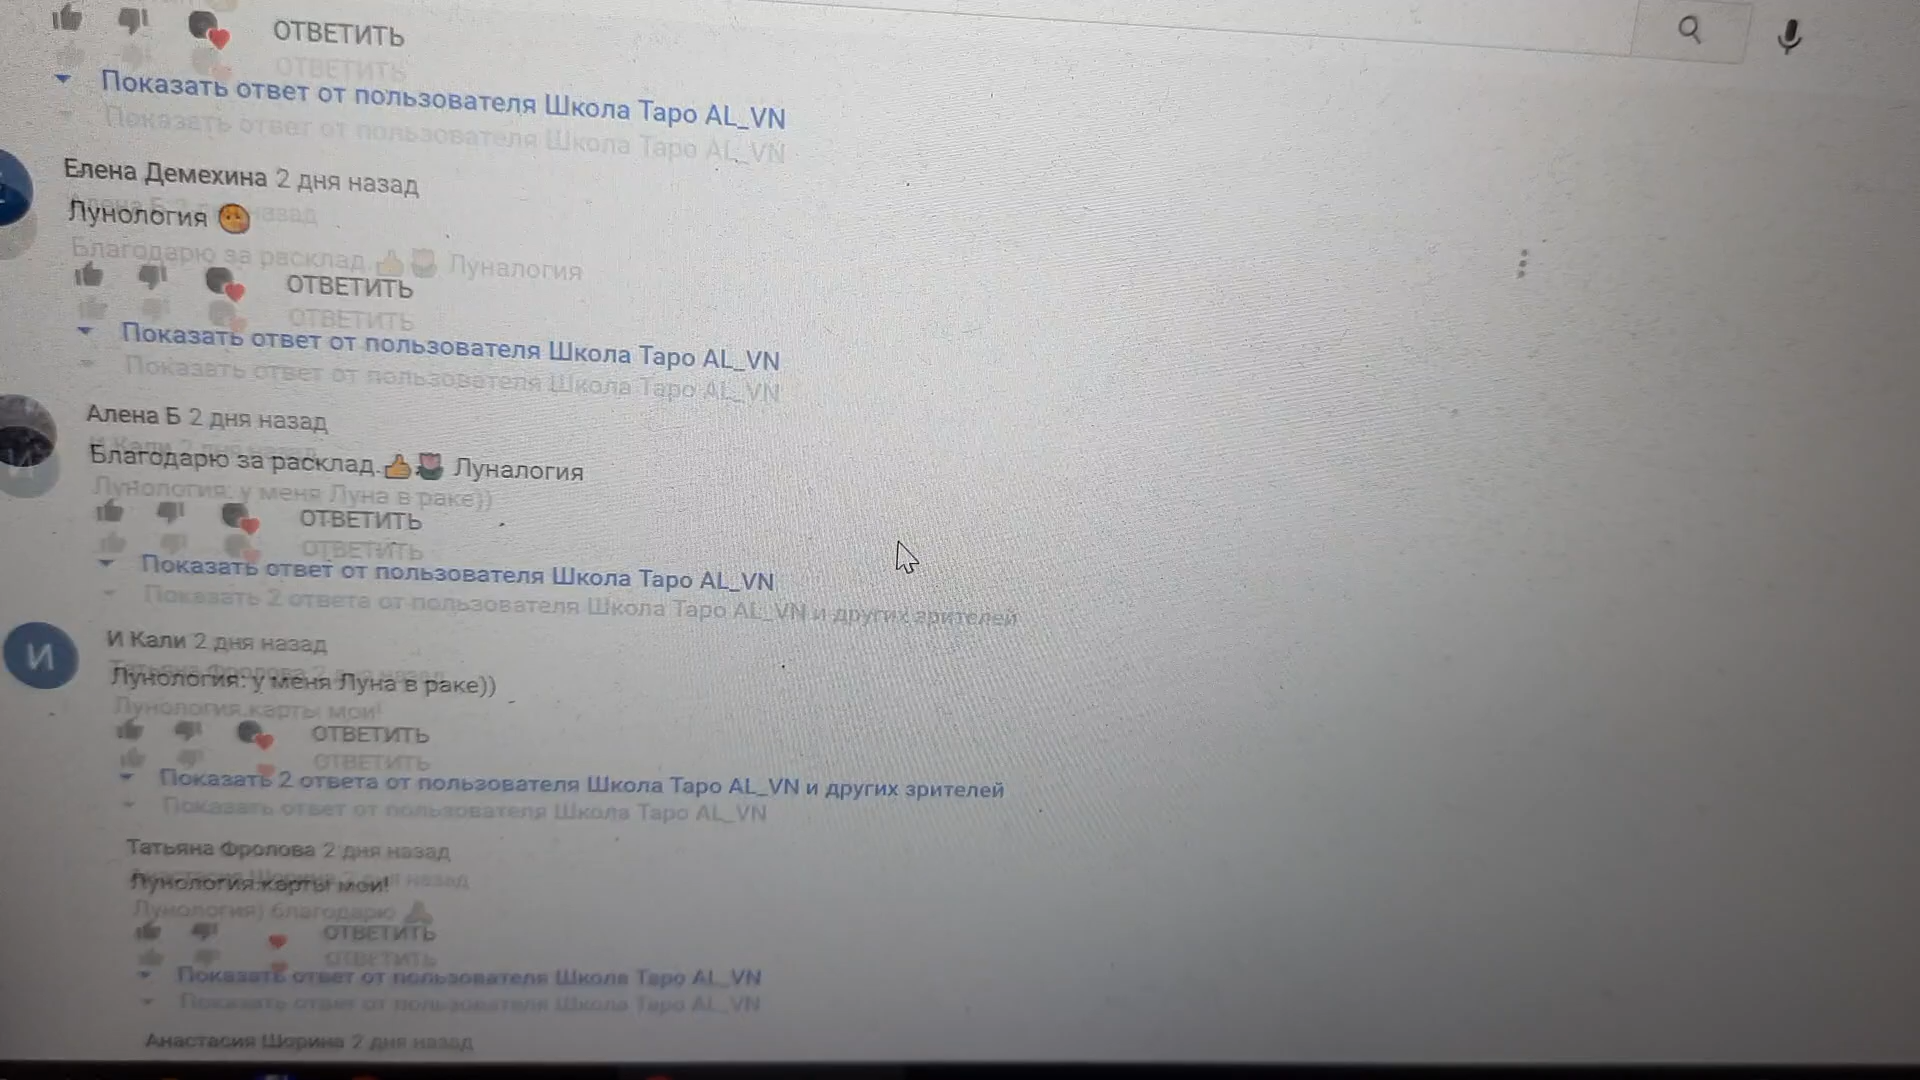 ОТВЕТИТЬ
Показать ответ от пользователя Школа Таро AL_VN
Елена Демехина 2 дня назад
Лунология
ОТВЕТИТЬ
Показать ответ от пользователя Школа Таро AL_VN
Алена Б 2 дня назад
Благодарю за расклад. Луналогия
ОТВЕТИТЬ
Показать ответ от пользователя Школа Таро AL_VN
И Кали 2 дня назад
И
Лунология: у меня Луна в раке))
ОТВЕТИТЬ
Показать 2 ответа от пользователя Школа Таро AL_VN и других зрителей
Татьяна Фролова 2 дня назад
Лунология.карты мои!
ОТВЕТИТЬ
Показать ответ от пользователя Школа Таро AL_VN
Анастасия Шорина 2 дня назад